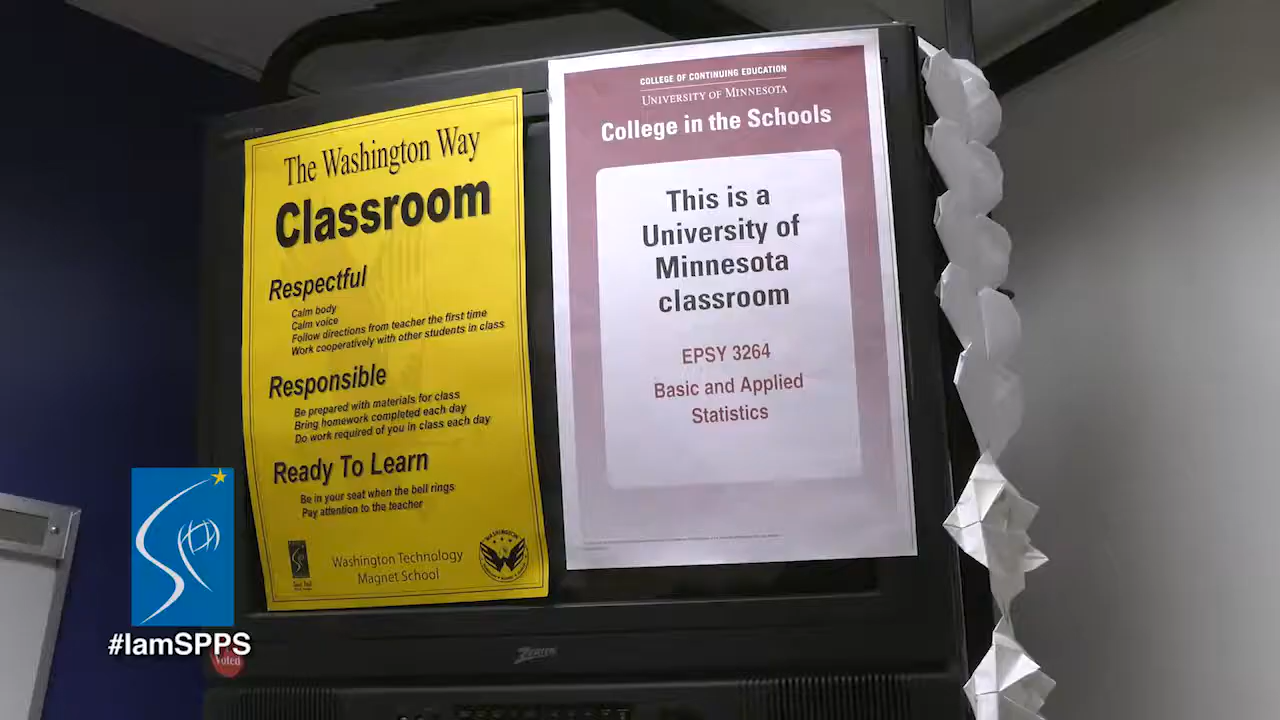 The Washington Way
Classroom
Respectful
Calm body
Calm voice
Follow directions from teacher the first time
Work cooperatively with other students in class
Responsible
Be prepared with materials for class
Bring homework completed each day
Do work required of you in class each day
Ready To Learn
Be in your seat when the bell rings
Pay attention to the teacher
Washington Technology
Magnet School
WASHINGTON
COLLEGE OF CONTINUING EDUCATION
UNIVERSITY OF MINNESOTA
College in the Schools
This is a
University of
Minnesota
classroom
EPSY 3264
Basic and Applied
Statistics
#IamSPPS
Voted
ZENITH